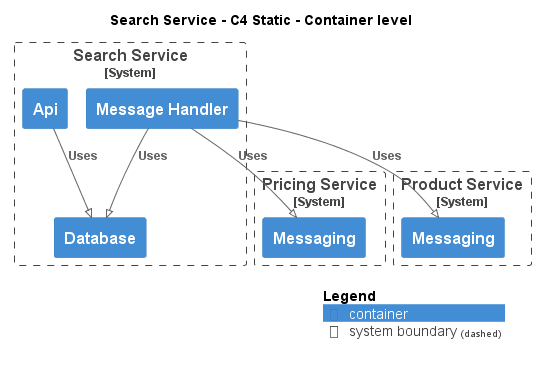 Search Service - C4 Static - Container level
Search Service
[System]
Api
Message Handler
Uses
Uses
Uses
Uses
Pricing Service
[System]
Product Service
[System]
Database
Messaging
Messaging
Legend
container
system boundary (dashed)